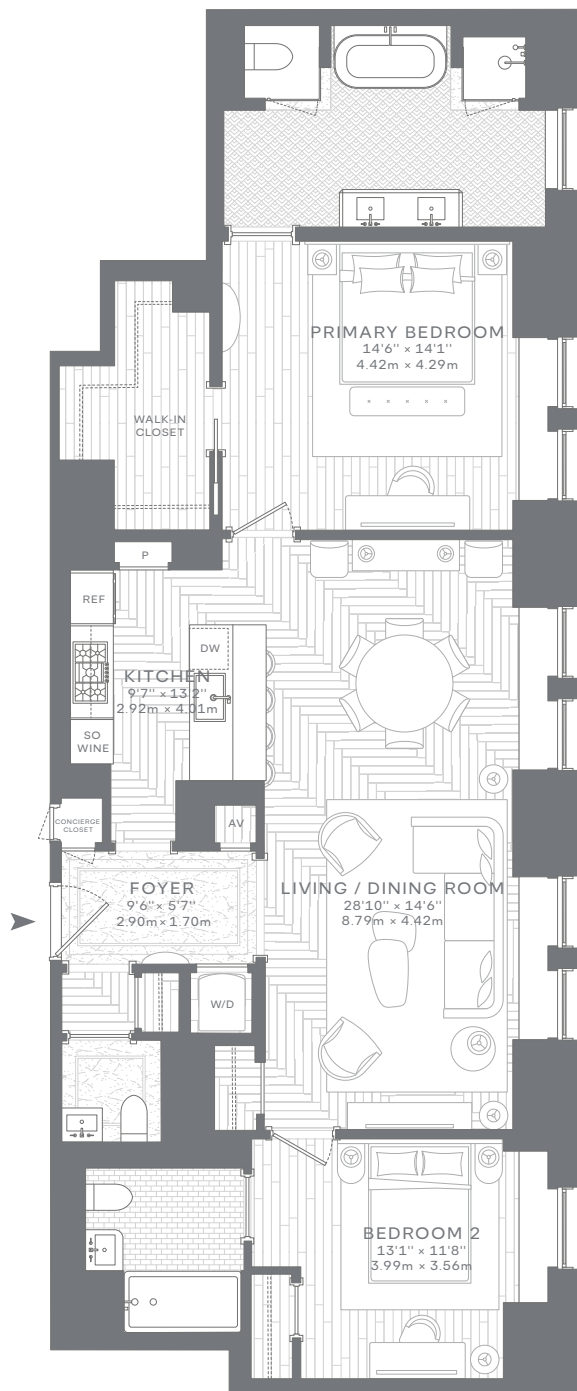 PRIMARY BEDROOM
14'6'' × 14'1''
4.42m × 4.29m
WALK-IN
CLOSET
P
REF
DW
KITCHEN
9'7'' × 13'2''
2.92m × 4.01m
SO
WINE
CONCIERGE
CLOSET
AV
FOYER
9'6'' × 5'7''
2.90m × 1.70m
LIVING / DINING ROOM
28'10'' × 14'6''
8.79m × 4.42m
W/D
BEDROOM 2
13'1'' × 11'8''
3.99m × 3.56m